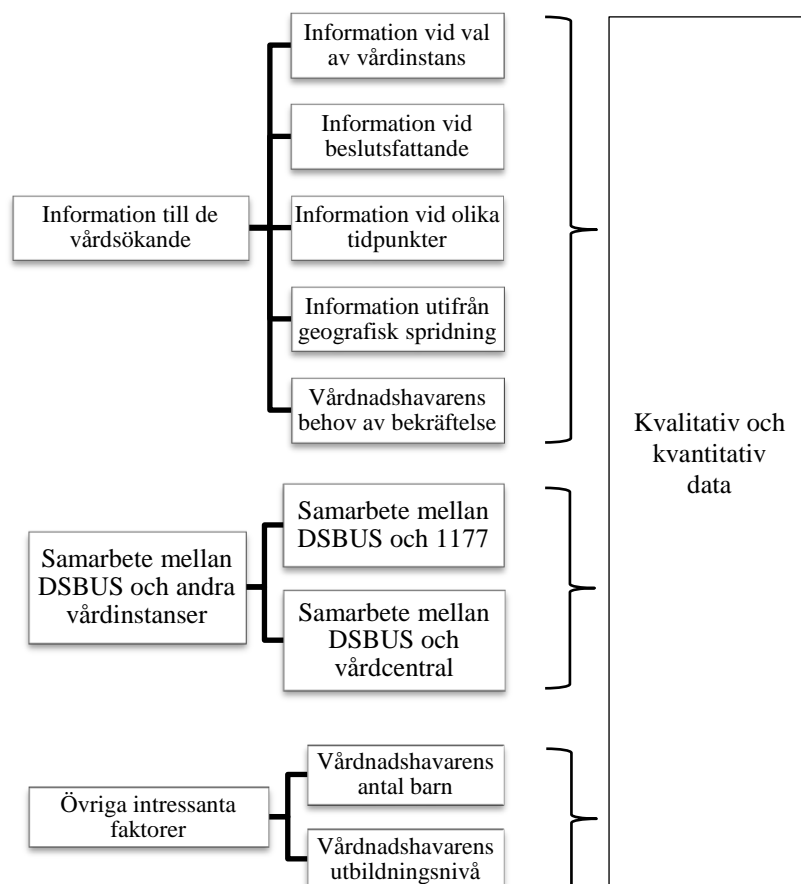 Information till de
vårdsökande
Information vid val
av vårdinstans
Information vid
beslutsfattande
Information vid olika
tidpunkter
Information utifrån
geografisk spridning
Vårdnadshavarens
behov av bekräftelse
Samarbete mellan
DSBUS och andra
vårdinstanser
Samarbete mellan
DSBUS och 1177
Samarbete mellan
DSBUS och
vårdcentral
Övriga intressanta
faktorer
Vårdnadshavarens
antal barn
Vårdnadshavarens
utbildningsnivå
Kvalitativ och
kvantitativ
data